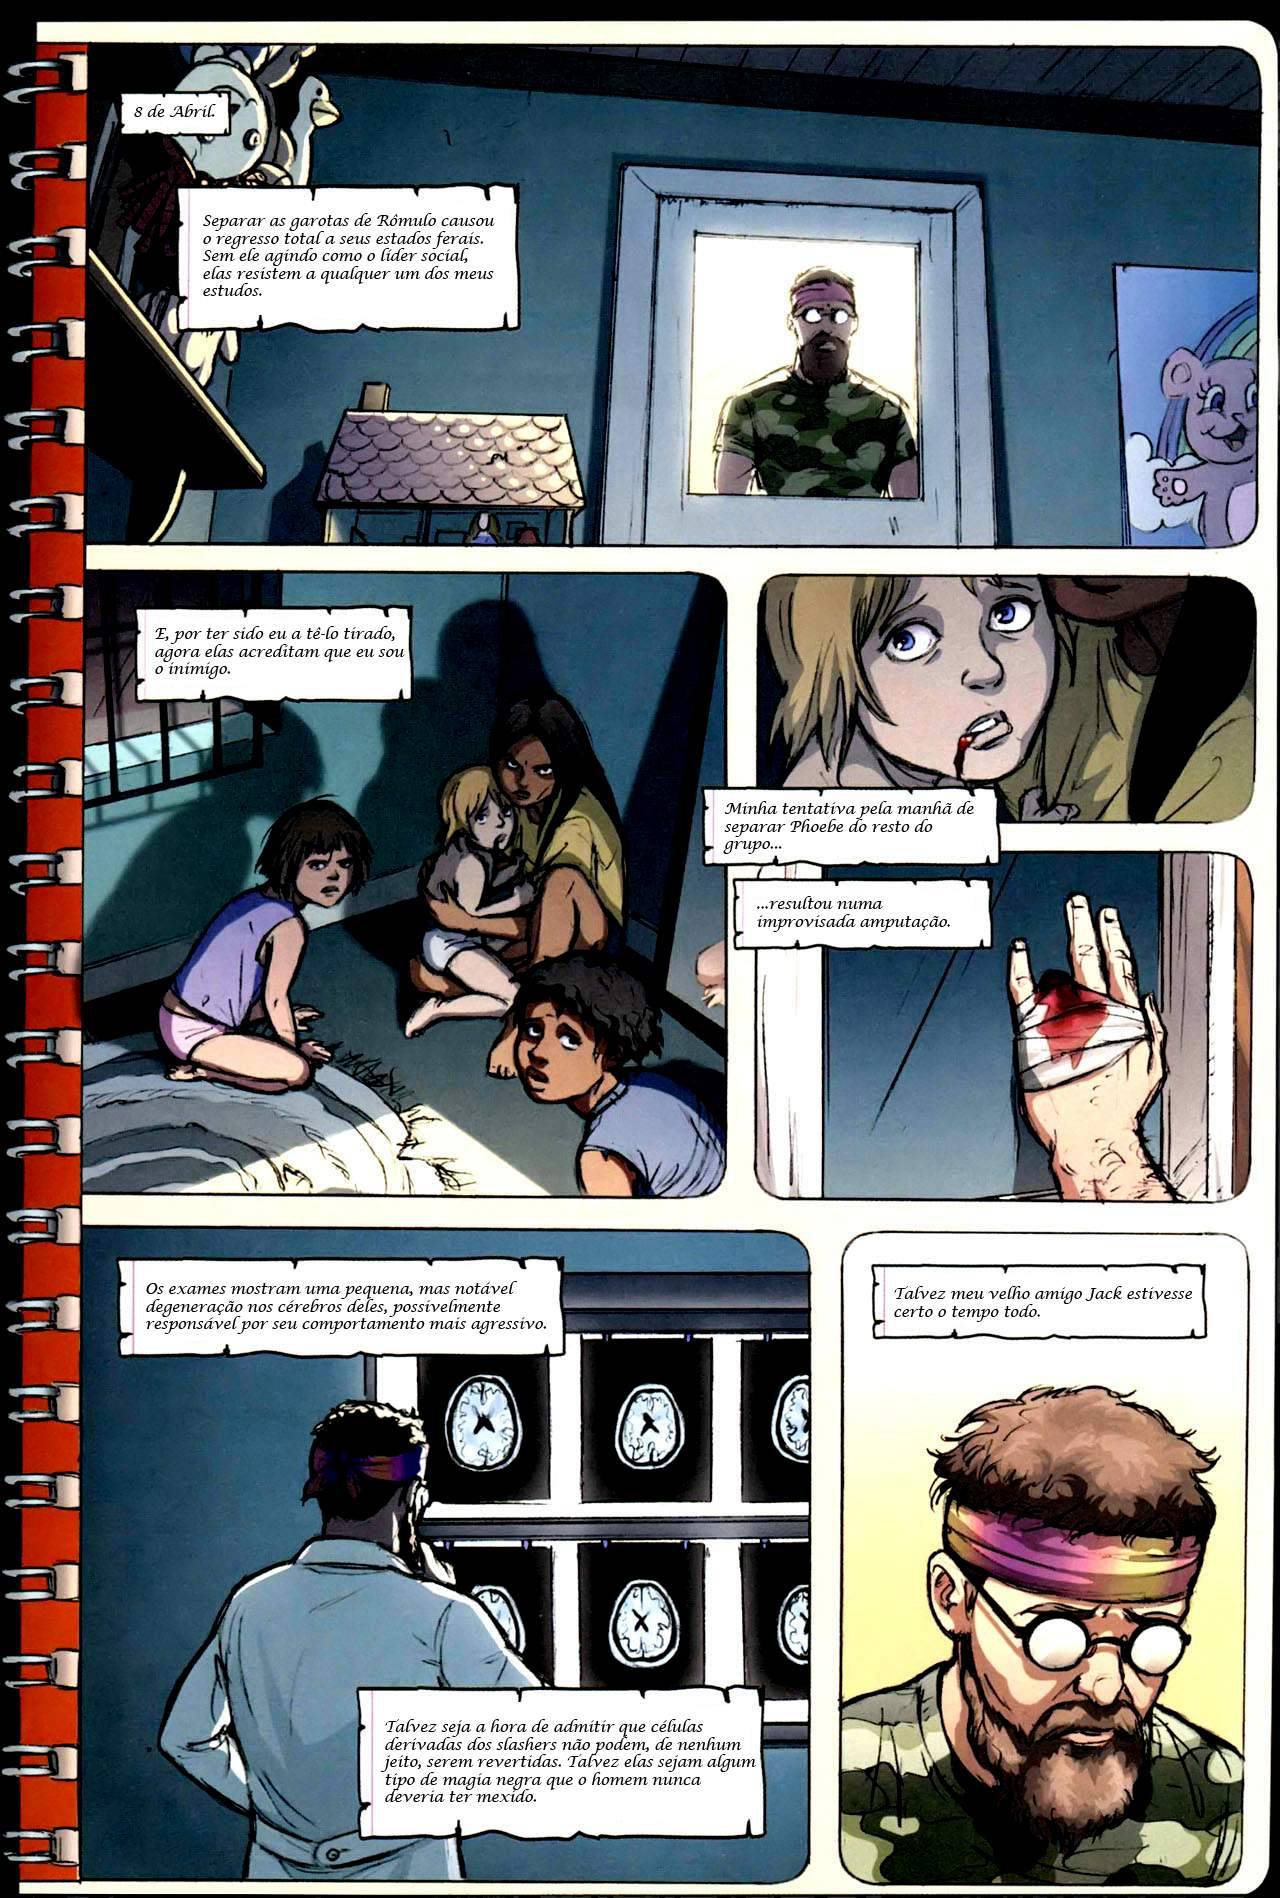 8 de Abril.
Separar as garotas de Rômulo causou
o regresso total a seus estados ferais.
Sem ele agindo como o líder social,
elas resistem a qualquer um dos meus
estudos.
E, por ter sido eu a tê-lo tirado,
agora elas acreditam que eu sou
o inimigo.
Minha tentativa pela manhã de
separar Phoebe do resto do
grupo...
...resultou numa
improvisada amputação.
Os exames mostram uma pequena, mas notável
degeneração nos cérebros deles, possivelmente
responsável por seu comportamento mais agressivo.
Talvez seja a hora de admitir que células
derivadas dos slashers não podem, de nenhum
jeito, serem revertidas. Talvez elas sejam algum
tipo de magia negra que o homem nunca
deveria ter mexido.
Talvez meu velho amigo Jack estivesse
certo o tempo todo.